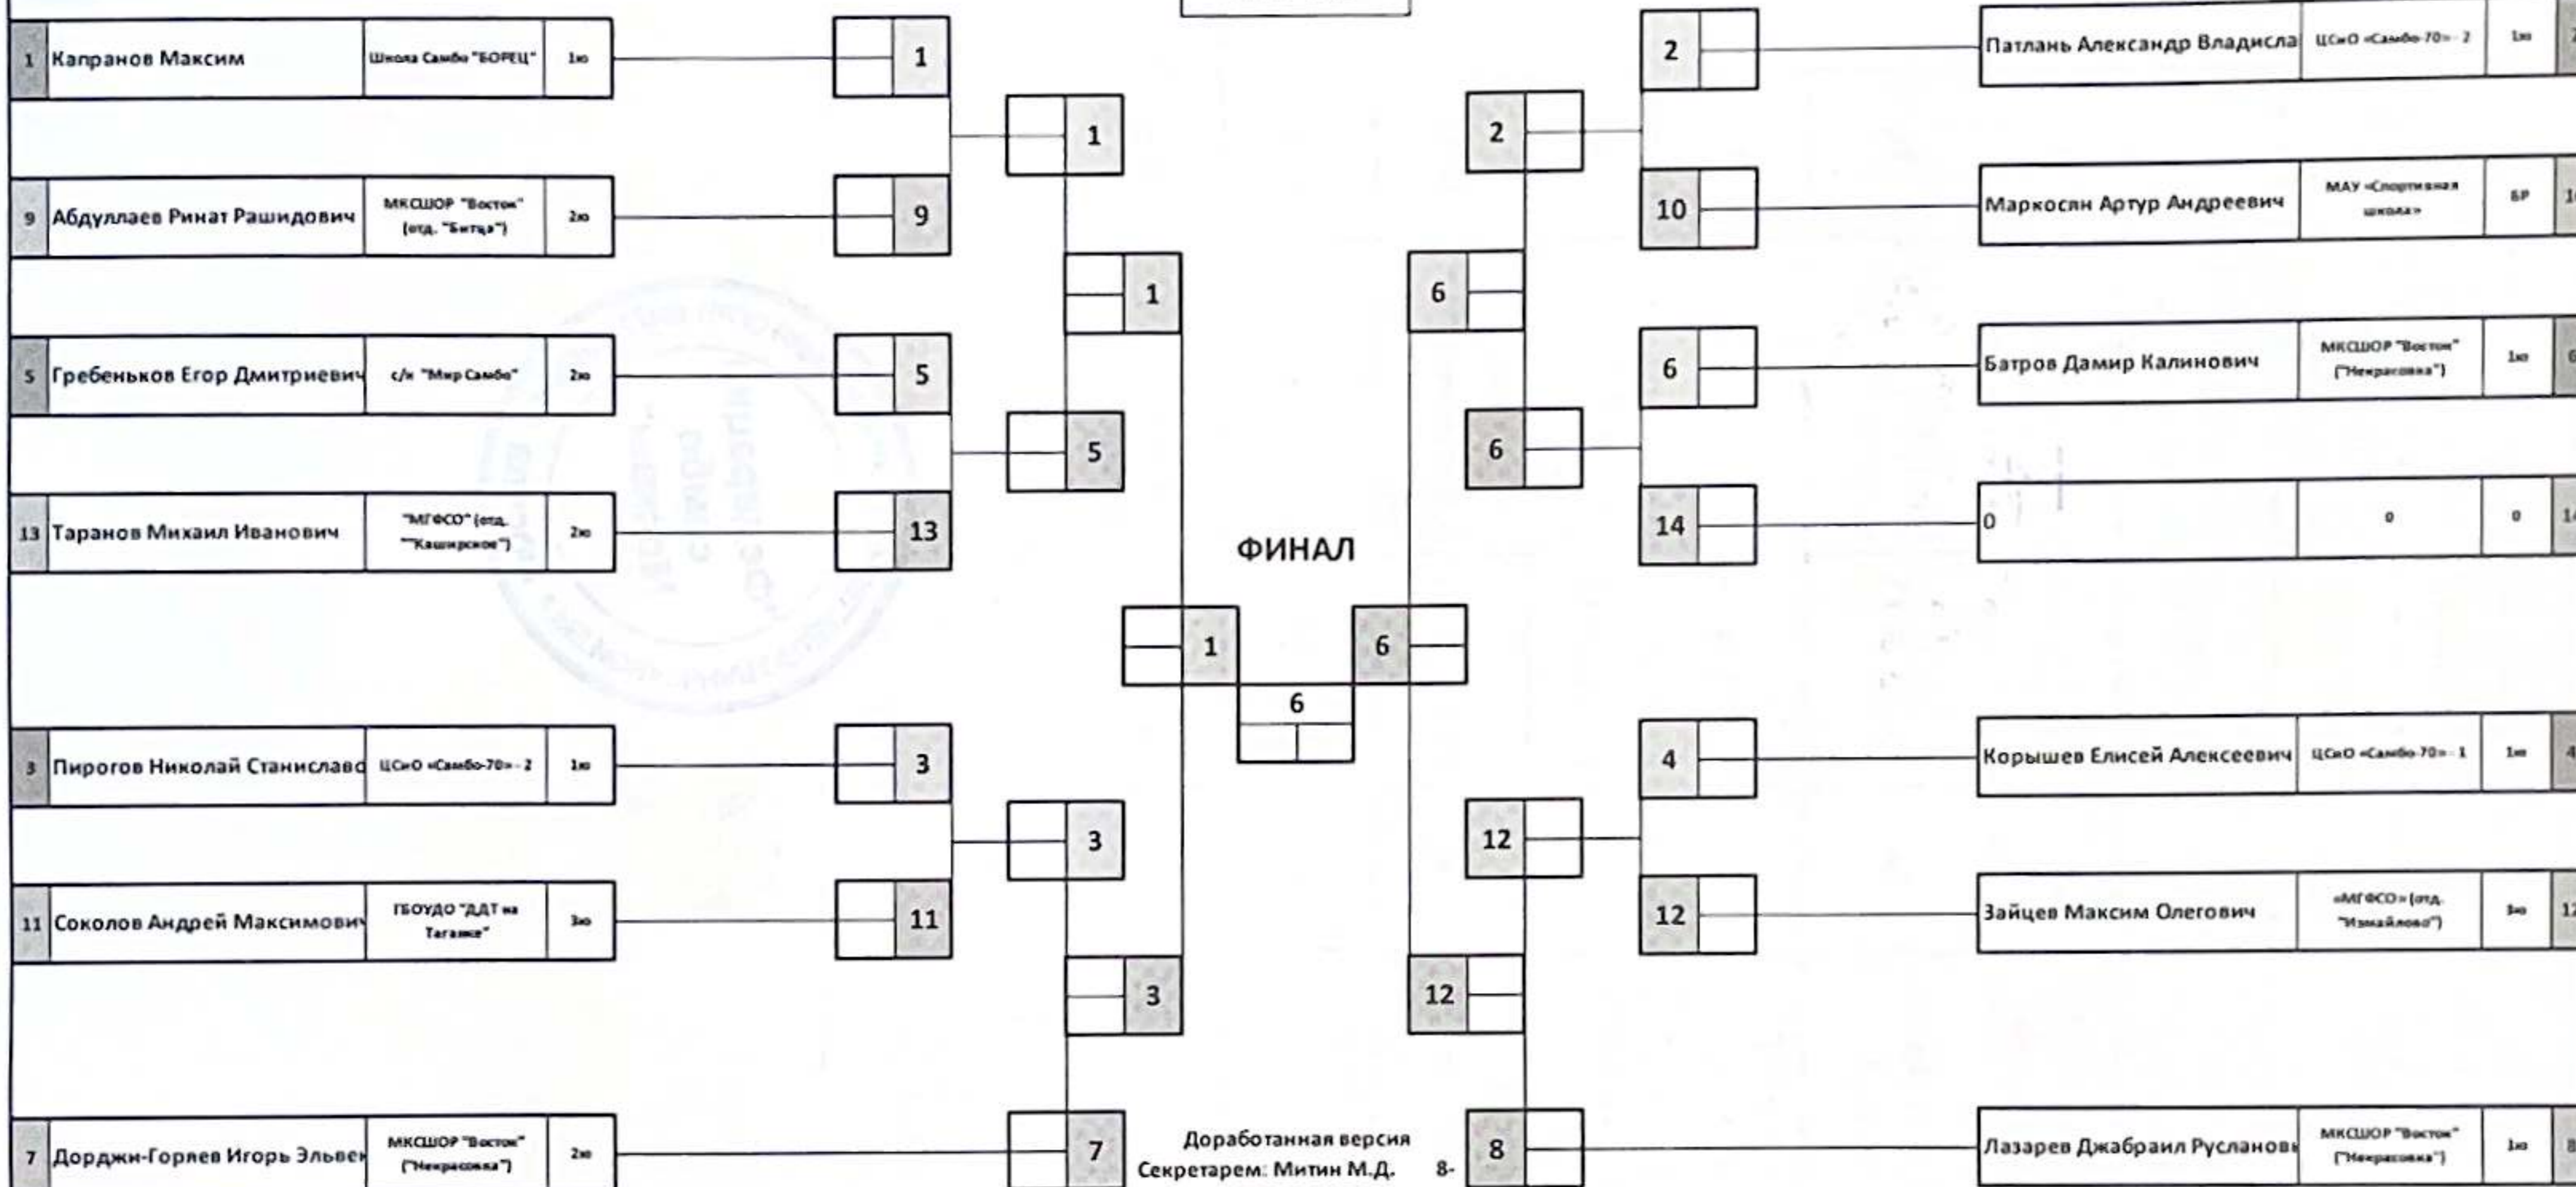 1 Капранов Максим Школа Самбо "БОРЕЦ" 1ю 1
9 Абдуллаев Ринат Рашидович МКСШОР "Восток" (отд. "Битца") 2ю 9
1
5 Гребеньков Егор Дмитриевич с/к "Мир Самбо" 2ю 5
13 Таранов Михаил Иванович "МГФСО" (отд. ""Каширское") 2ю 13
5
1
3 Пирогов Николай Станиславо ЦСиО «Самбо-70» - 2 1ю 3
11 Соколов Андрей Максимович ГБОУДО "ДДТ на Таганке" 3ю 11
3
7 Дорджи-Горяев Игорь Эльвен МКСШОР "Восток" ("Некрасовка") 2ю 7
3
ФИНАЛ
1 6
6
2 Патлань Александр Владисла ЦСиО «Самбо-70» - 2 1ю
10 Маркосян Артур Андреевич МАУ «Спортивная школа» БР
2
6 Батров Дамир Калинович МКСШОР "Восток" ("Некрасовка") 1ю 6
14 0 0 0 14
6
6
4 Корышев Елисей Алексеевич ЦСиО «Самбо-70» - 1 1ю 4
12 Зайцев Максим Олегович «МГФСО» (отд. "Измайлово") 3ю 12
12
12
8 Лазарев Джабраил Русланов МКСШОР "Восток" ("Некрасовка") 1ю 8
Доработанная версия
Секретарем: Митин М.Д. 8-